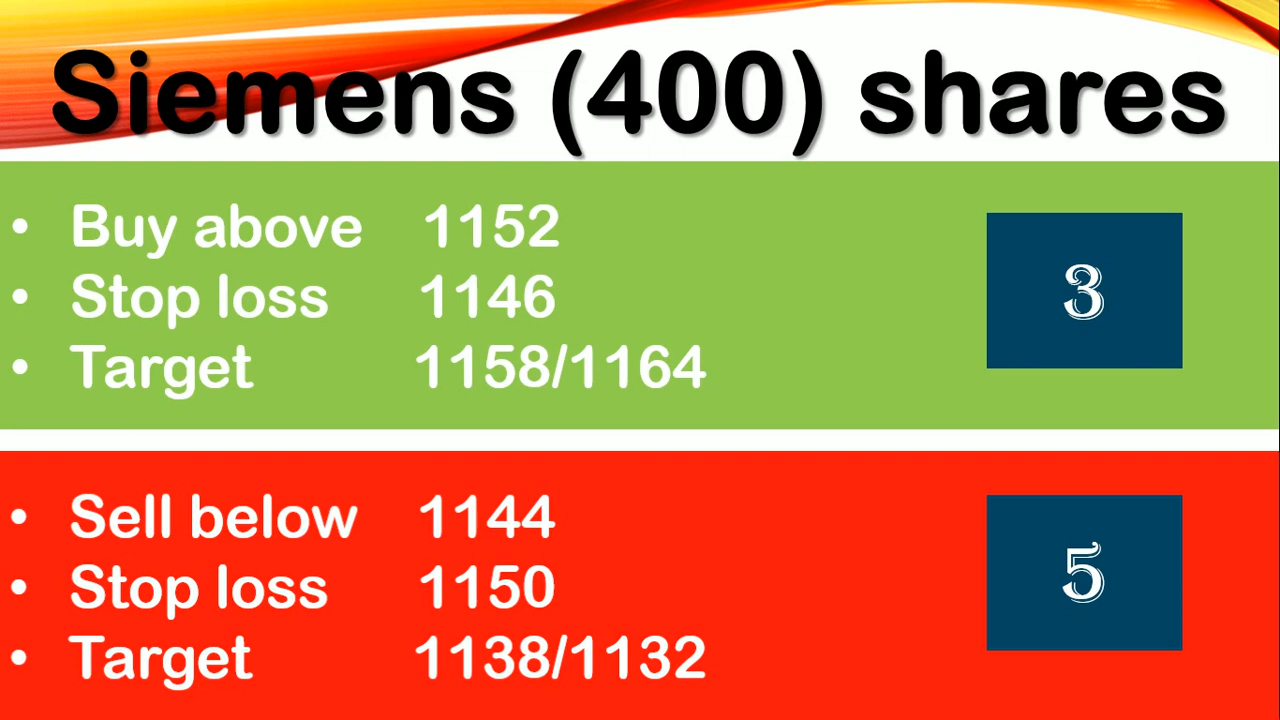 Siemens (400) shares
• Buy above 1152
• Stop loss 1146
• Target 1158/1164
3
• Sell below 1144
• Stop loss 1150
• Target 1138/1132
5